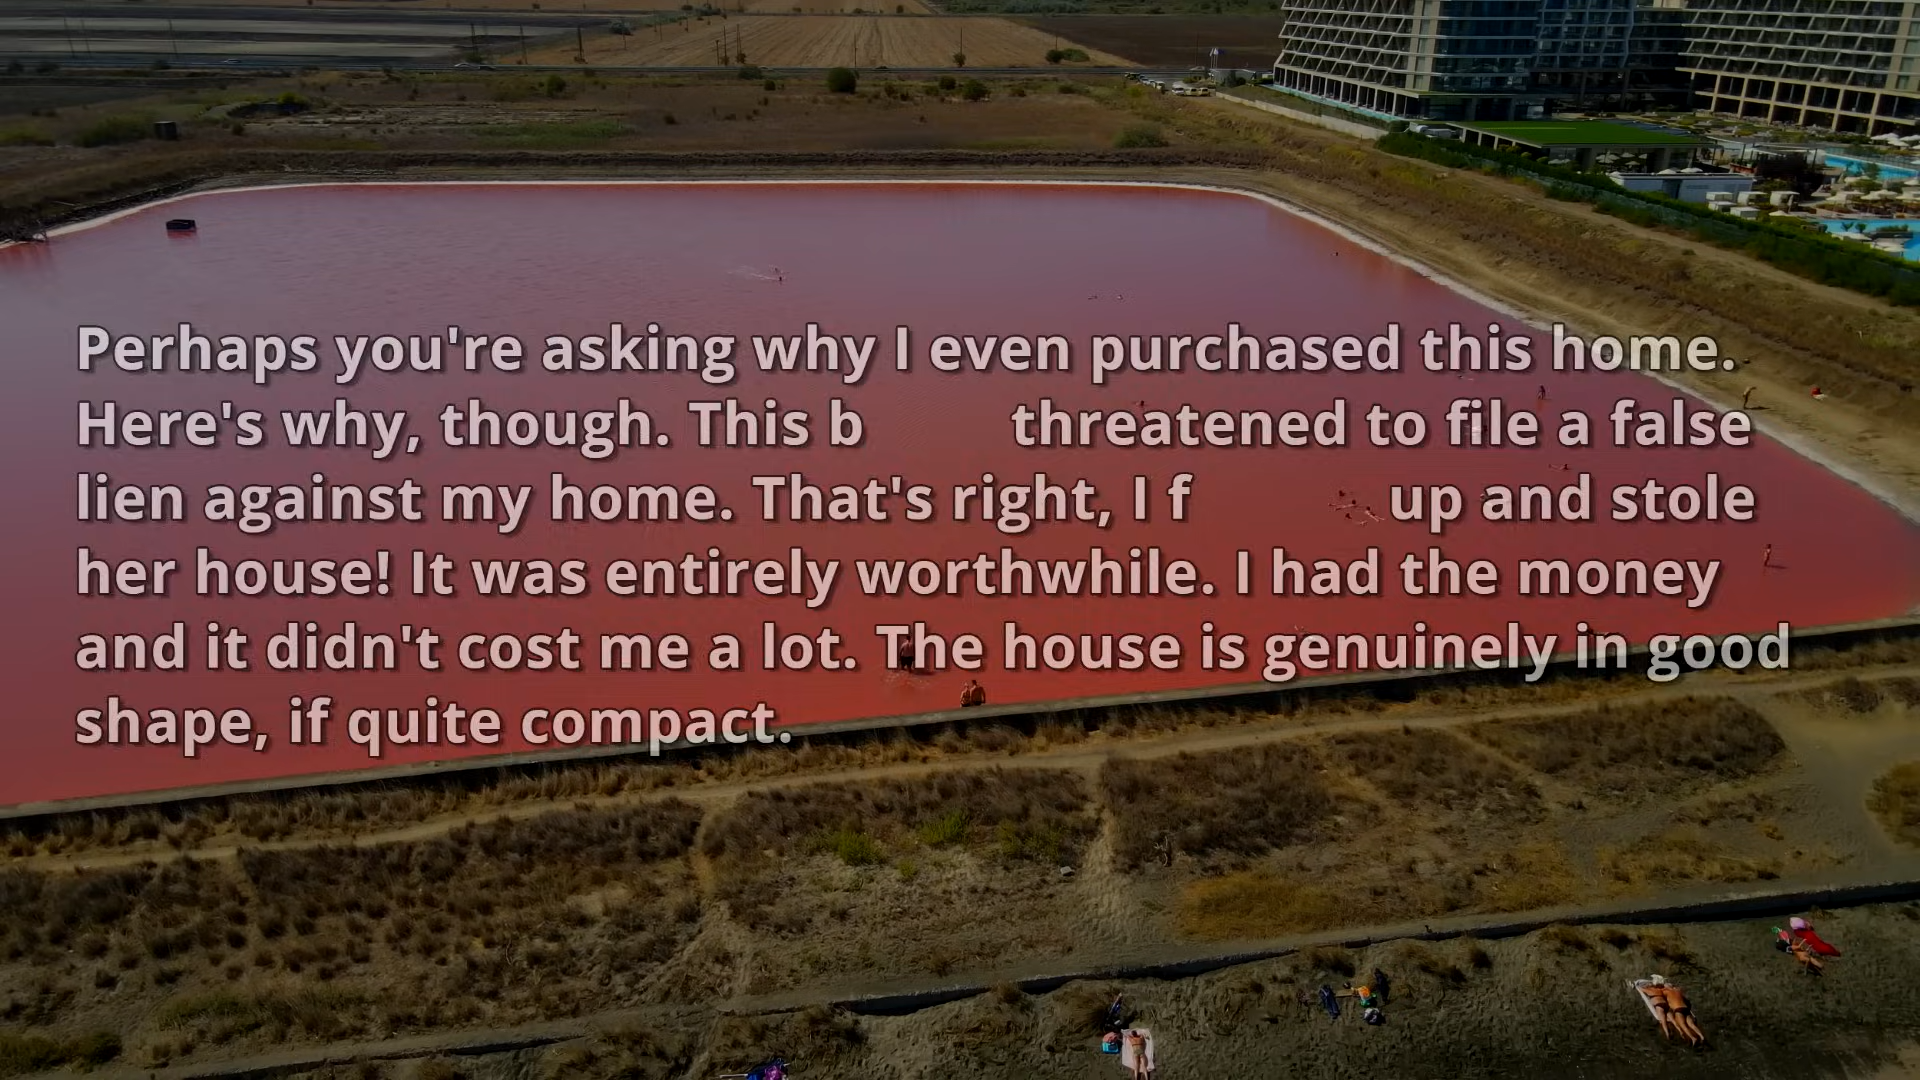 Perhaps you're asking why I even purchased this home.
Here's why, though. This b threatened to file a false
lien against my home. That's right, I f up and stole
her house! It was entirely worthwhile. I had the money
and it didn't cost me a lot. The house is genuinely in good
shape, if quite compact.